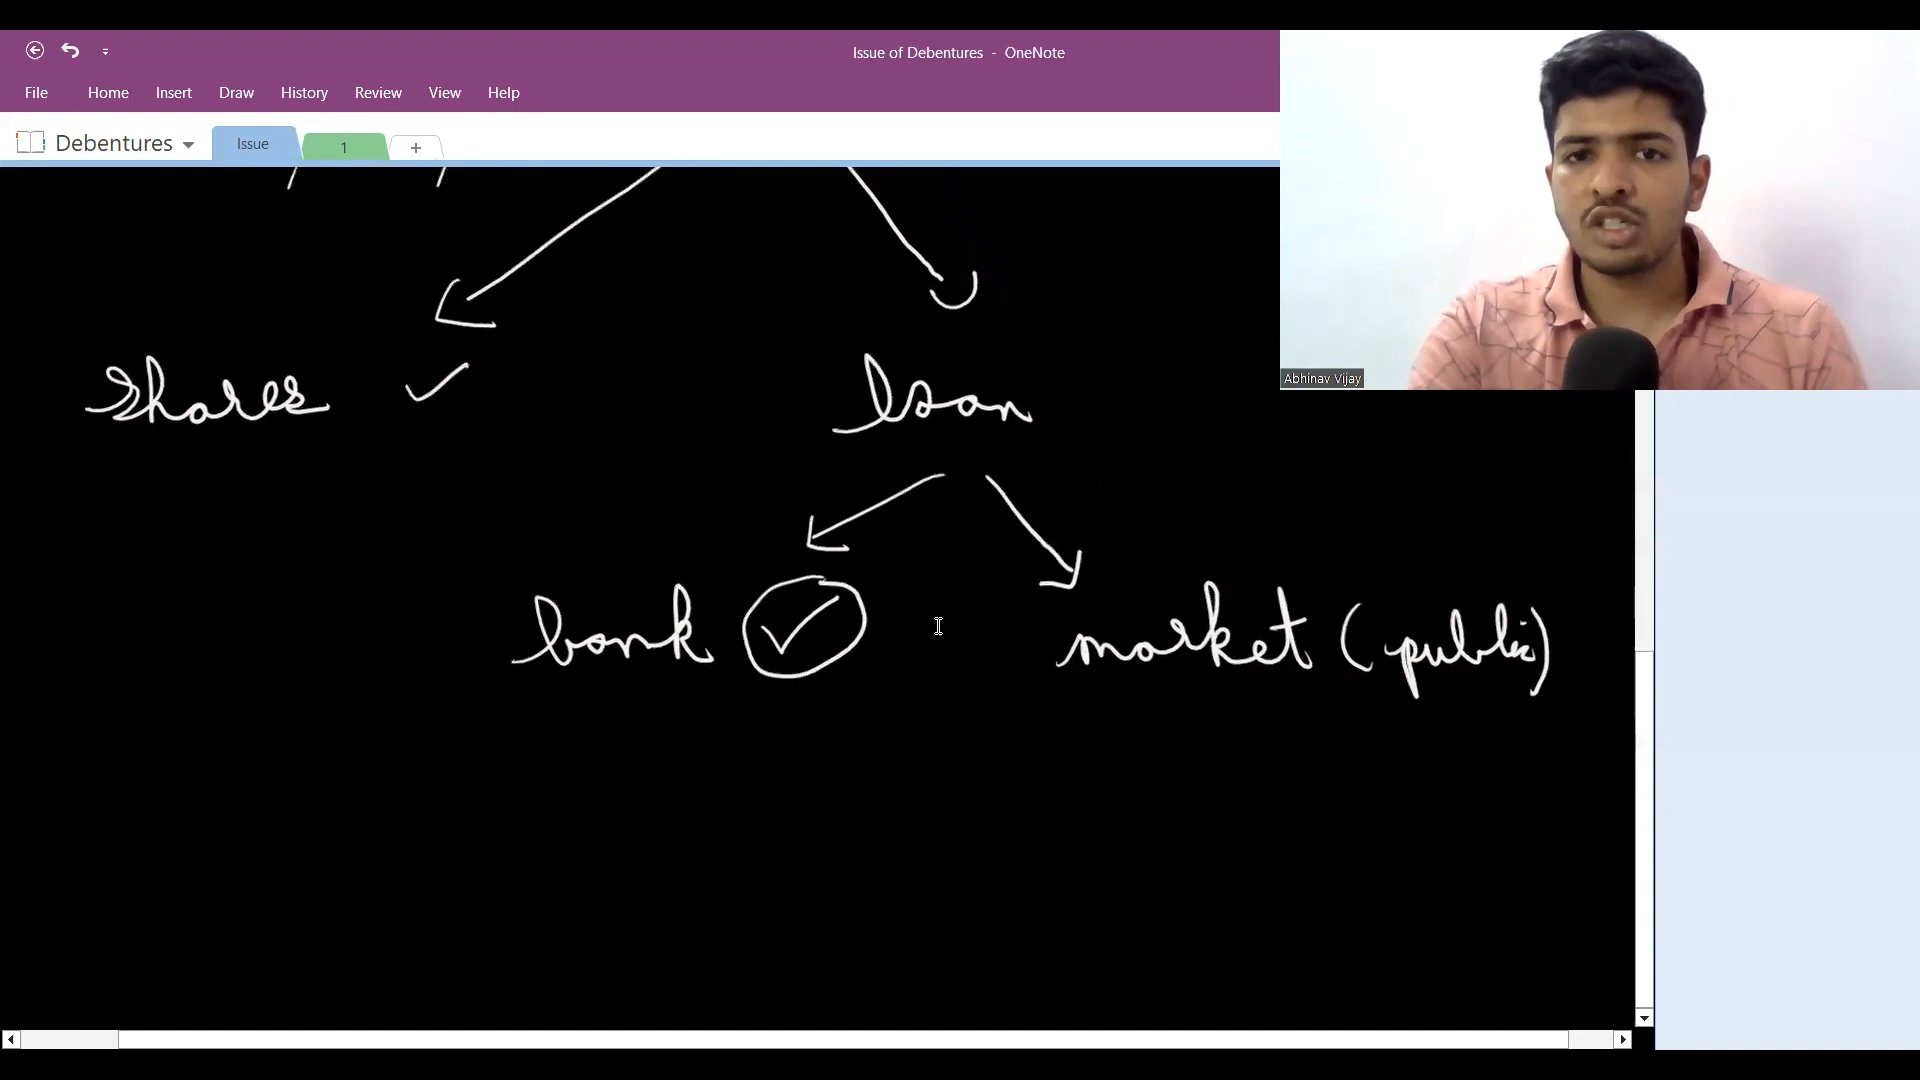 Issue of Debentures - OneNote
File Home Insert Draw History Review View Help
Debentures Issue 1 +
Abhinav Vijay
shares
loan
bank market (public)